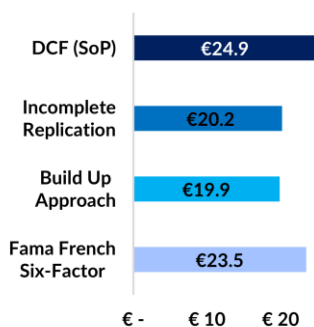 DCF (SoP)
€24.9
Incomplete
Replication
€20.2
Build Up
Approach
€19.9
Fama French
Six-Factor
€23.5
€ -
€ 10
€ 20